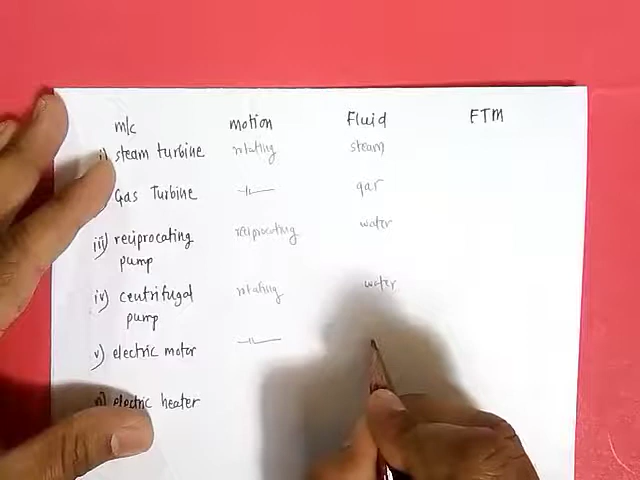 m/c motion Fluid FTM
i) steam turbine rotating steam
Gas Turbine -||- gas
iii) reciprocating pump reciprocating water
iv) centrifugal pump rotating water
v) electric motor -||-
vi) electric heater